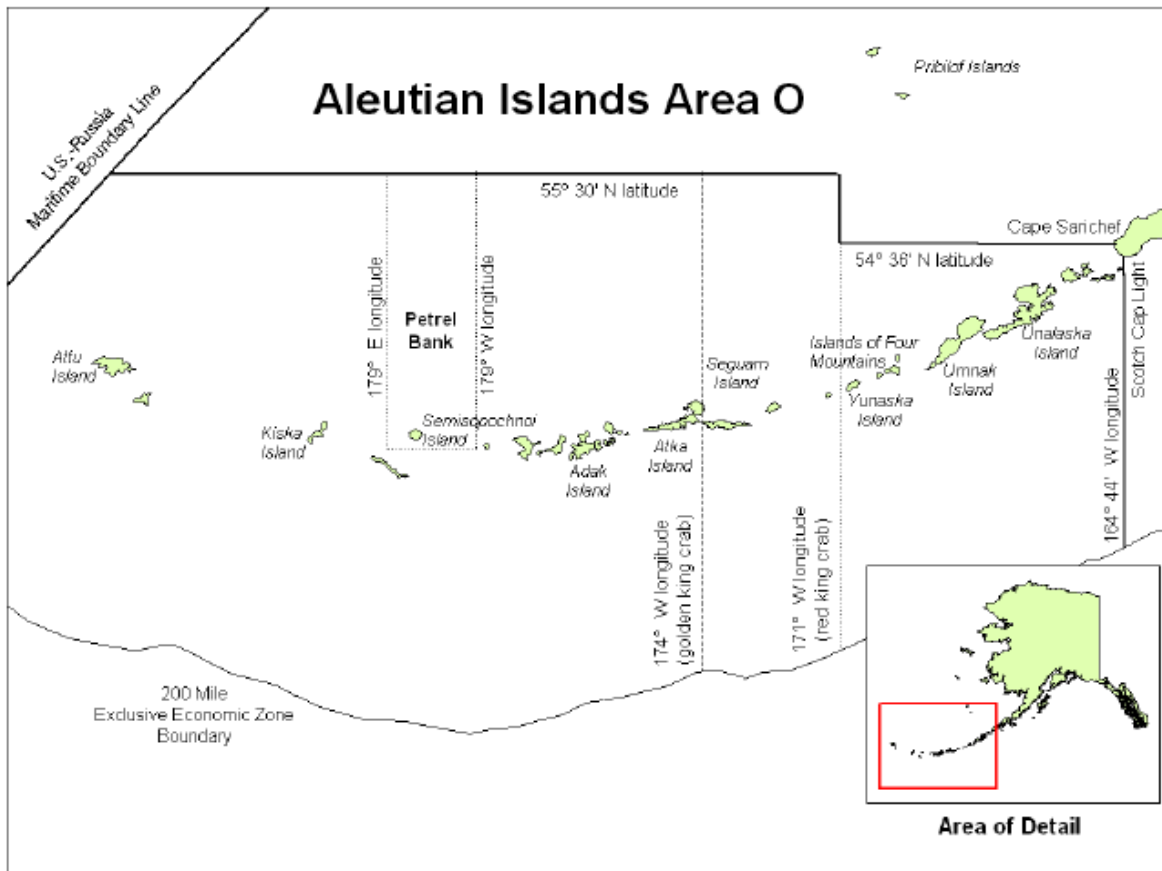 Pribilof Islands
Aleutian Islands Area O
U.S.-Russia
Maritime Boundary Line
55° 30' N latitude
Cape Sarichef
54° 36' N latitude
179° E longitude
Petrel
Bank
179° W longitude
Scotch Cap Light
164° 44' W longitude
Attu
Island
Kiska
Island
Semisopochnoi
Island
Adak
Island
Atka
Island
Seguam
Island
Islands of Four
Mountains
Yunaska
Island
Umnak
Island
Unalaska
Island
174° W longitude
(golden king crab)
171° W longitude
(red king crab)
200 Mile
Exclusive Economic Zone
Boundary
Area of Detail